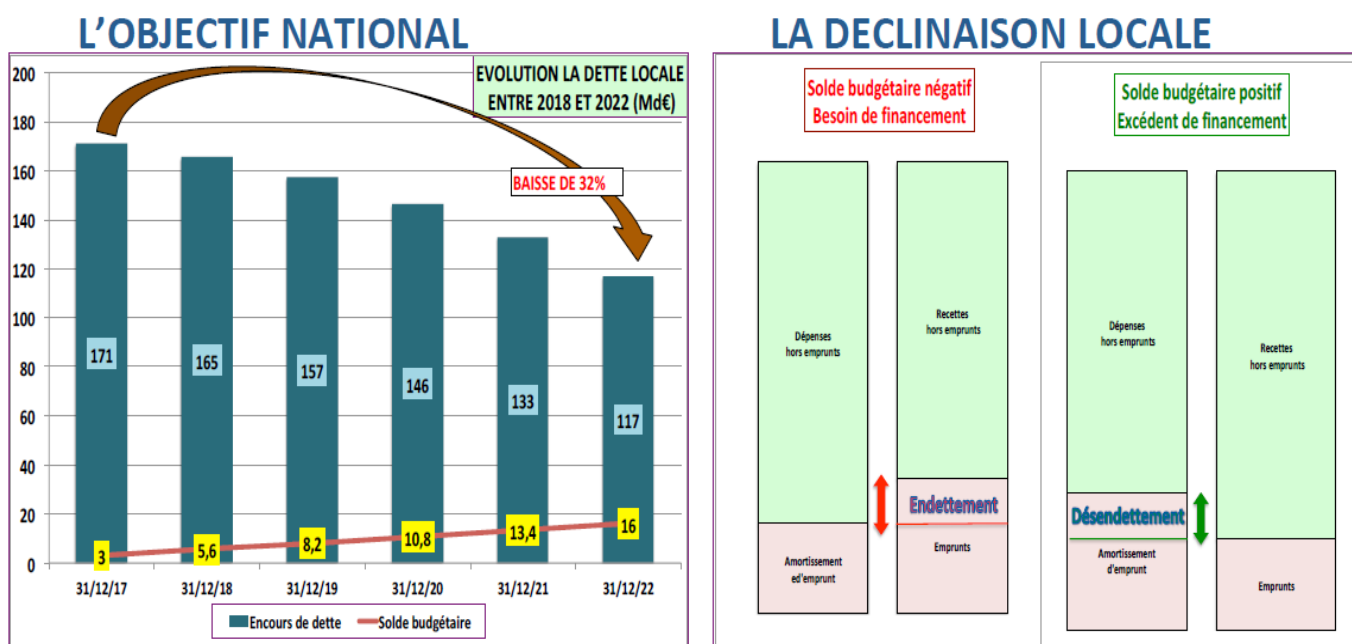 L'OBJECTIF NATIONAL
EVOLUTION LA DETTE LOCALE
ENTRE 2018 ET 2022 (Md€)
BAISSE DE 32%
200
180
160
140
120
100
80
60
40
20
0
171
165
157
146
133
117
3
5,6
8,2
10,8
13,4
16
31/12/17
31/12/18
31/12/19
31/12/20
31/12/21
31/12/22
Encours de dette
Solde budgétaire
LA DECLINAISON LOCALE
Solde budgétaire négatif
Besoin de financement
Dépenses
hors emprunts
Amortissement
ed'emprunt
Recettes
hors emprunts
Endettement
Emprunts
Solde budgétaire positif
Excédent de financement
Dépenses
hors emprunts
Désendettement
Amortissement
d'emprunt
Recettes
hors emprunts
Emprunts